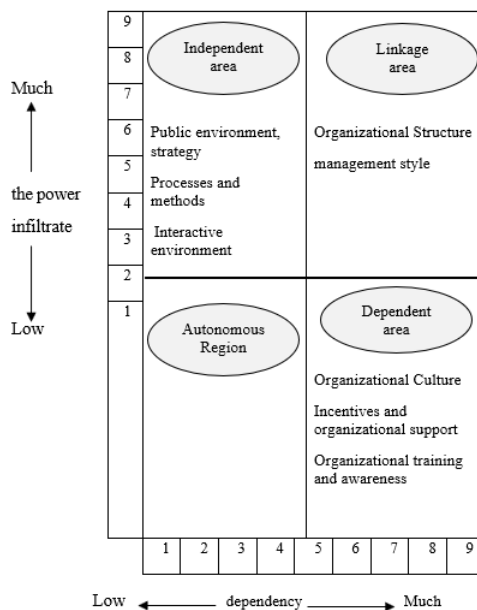 9
8
7
6
5
4
3
2
1
Much
the power
infiltrate
Low
Independent
area
Public environment,
strategy
Processes and
methods
Interactive
environment
Linkage
area
Organizational Structure
management style
Autonomous
Region
Dependent
area
Organizational Culture
Incentives and
organizational support
Organizational training
and awareness
1 2 3 4 5 6 7 8 9
Low dependency Much